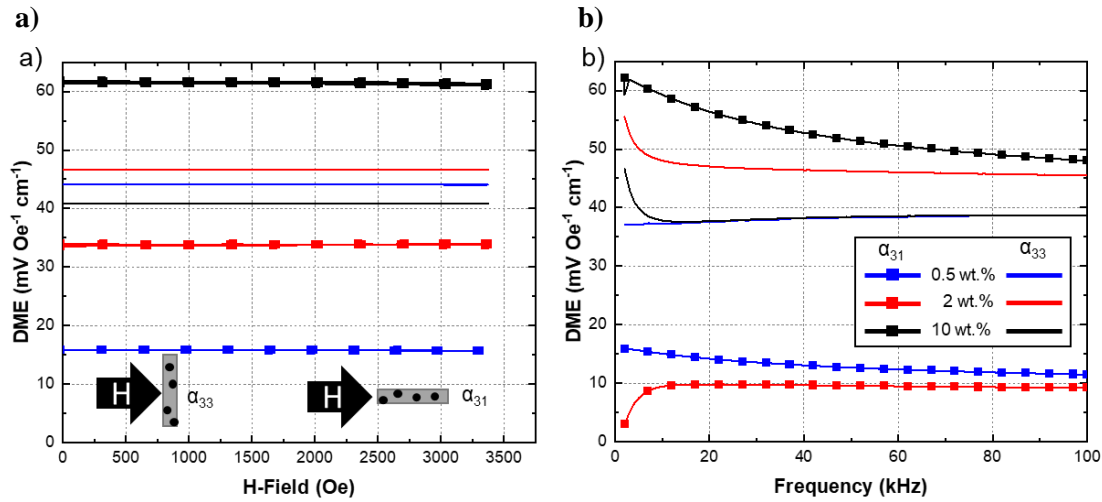 a)
b)
a)
b)
DME (mV Oe⁻¹ cm⁻¹)
60
50
40
30
20
10
0
H
α₃₃
H
α₃₁
0
500
1000
1500
2000
2500
3000
3500
H-Field (Oe)
DME (mV Oe⁻¹ cm⁻¹)
60
50
40
30
20
10
0
α₃₁ α₃₃
0.5 wt.%
2 wt.%
10 wt.%
0
20
40
60
80
100
Frequency (kHz)